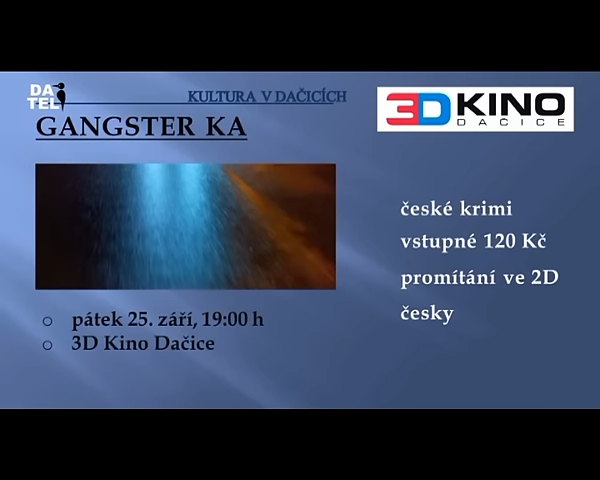 DA
TEL
KULTURA V DAČICÍCH
GANGSTER KA
3D KINO
DAČICE
české krimi
vstupné 120 Kč
promítání ve 2D
česky
o pátek 25. září, 19:00 h
o 3D Kino Dačice